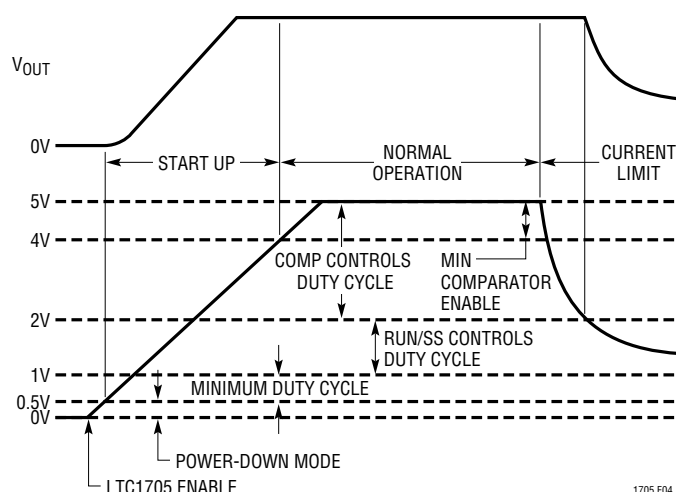 VOUT
0V
START UP
NORMAL
OPERATION
CURRENT
LIMIT
5V
4V
COMP CONTROLS
DUTY CYCLE
MIN
COMPARATOR
ENABLE
2V
RUN/SS CONTROLS
DUTY CYCLE
1V
MINIMUM DUTY CYCLE
0.5V
0V
POWER-DOWN MODE
LTC1705 ENABLE
1705 F04